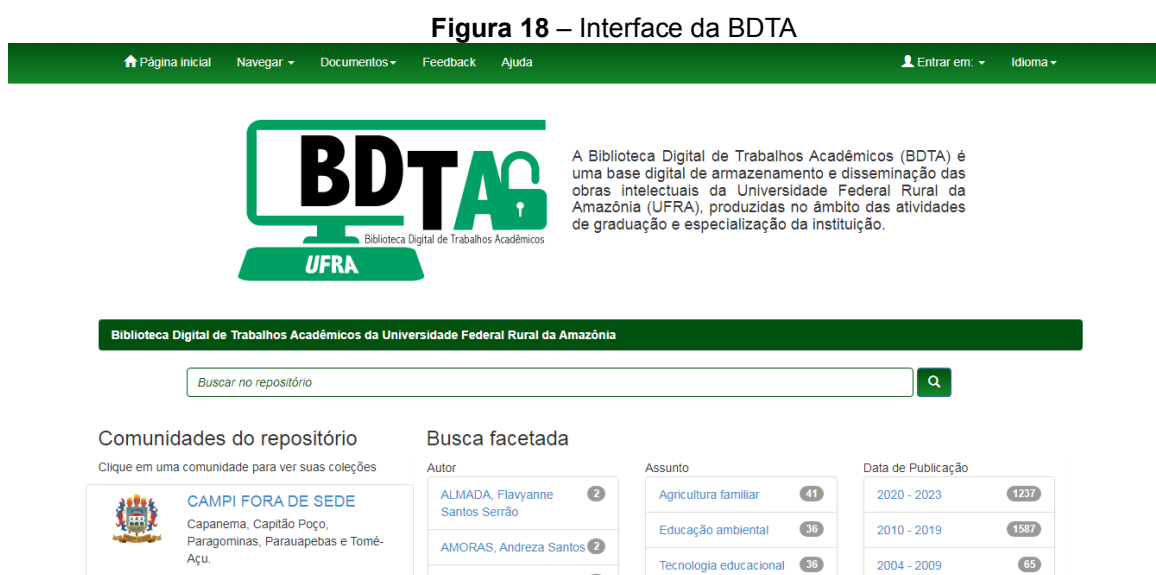 Figura 18 – Interface da BDTA
Página inicial Navegar Documentos Feedback Ajuda Entrar em: Idioma
BDTA
Biblioteca Digital de Trabalhos Acadêmicos
UFRA
A Biblioteca Digital de Trabalhos Acadêmicos (BDTA) é
uma base digital de armazenamento e disseminação das
obras intelectuais da Universidade Federal Rural da
Amazônia (UFRA), produzidas no âmbito das atividades
de graduação e especialização da instituição.
Biblioteca Digital de Trabalhos Acadêmicos da Universidade Federal Rural da Amazônia
Buscar no repositório
Comunidades do repositório
Clique em uma comunidade para ver suas coleções
CAMPI FORA DE SEDE
Capanema, Capitão Poço,
Paragominas, Parauapebas e Tomé-
Açu.
Busca facetada
Autor
ALMADA, Flavyanne 2
Santos Serrão
AMORAS, Andreza Santos 2
Assunto
Agricultura familiar 41
Educação ambiental 36
Tecnologia educacional 36
Data de Publicação
2020 - 2023 1237
2010 - 2019 1587
2004 - 2009 65